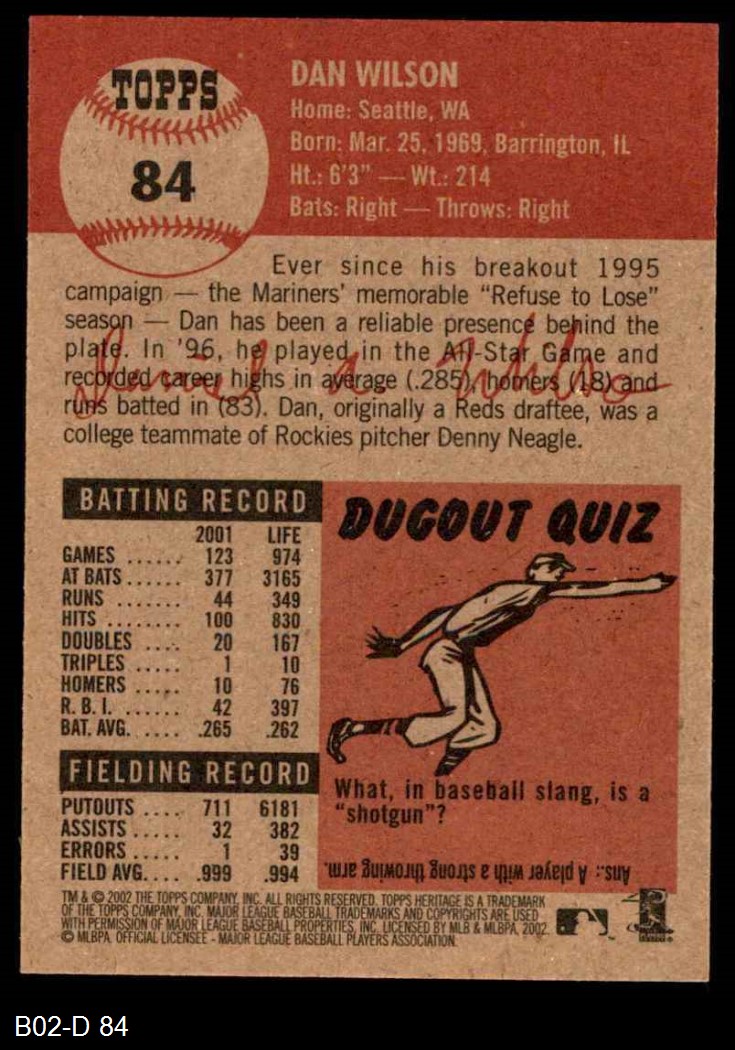 TOPPS
84
DAN WILSON
Home: Seattle, WA
Born: Mar. 25, 1969, Barrington, IL
Ht.: 6'3" — Wt.: 214
Bats: Right — Throws: Right
Ever since his breakout 1995
campaign — the Mariners' memorable "Refuse to Lose"
season — Dan has been a reliable presence behind the
plate. In '96, he played in the All-Star Game and
recorded career highs in average (.285), homers (18) and
runs batted in (83). Dan, originally a Reds draftee, was a
college teammate of Rockies pitcher Denny Neagle.
Daniel A. Wilson
BATTING RECORD
2001 LIFE
GAMES ...... 123 974
AT BATS ...... 377 3165
RUNS ....... 44 349
HITS ........ 100 830
DOUBLES .... 20 167
TRIPLES ..... 1 10
HOMERS ..... 10 76
R. B. I. ...... 42 397
BAT. AVG. .... .265 .262
FIELDING RECORD
PUTOUTS .... 711 6181
ASSISTS ..... 32 382
ERRORS ..... 1 39
FIELD AVG. ... .999 .994
DUGOUT QUIZ
What, in baseball slang, is a
"shotgun"?
Ans.: A player with a strong throwing arm.
TM & © 2002 THE TOPPS COMPANY, INC. ALL RIGHTS RESERVED. TOPPS HERITAGE IS A TRADEMARK
OF THE TOPPS COMPANY, INC. MAJOR LEAGUE BASEBALL TRADEMARKS AND COPYRIGHTS ARE USED
WITH PERMISSION OF MAJOR LEAGUE BASEBALL PROPERTIES, INC. LICENSED BY MLB & MLBPA, 2002.
© MLBPA. OFFICIAL LICENSEE - MAJOR LEAGUE BASEBALL PLAYERS ASSOCIATION.
B02-D 84